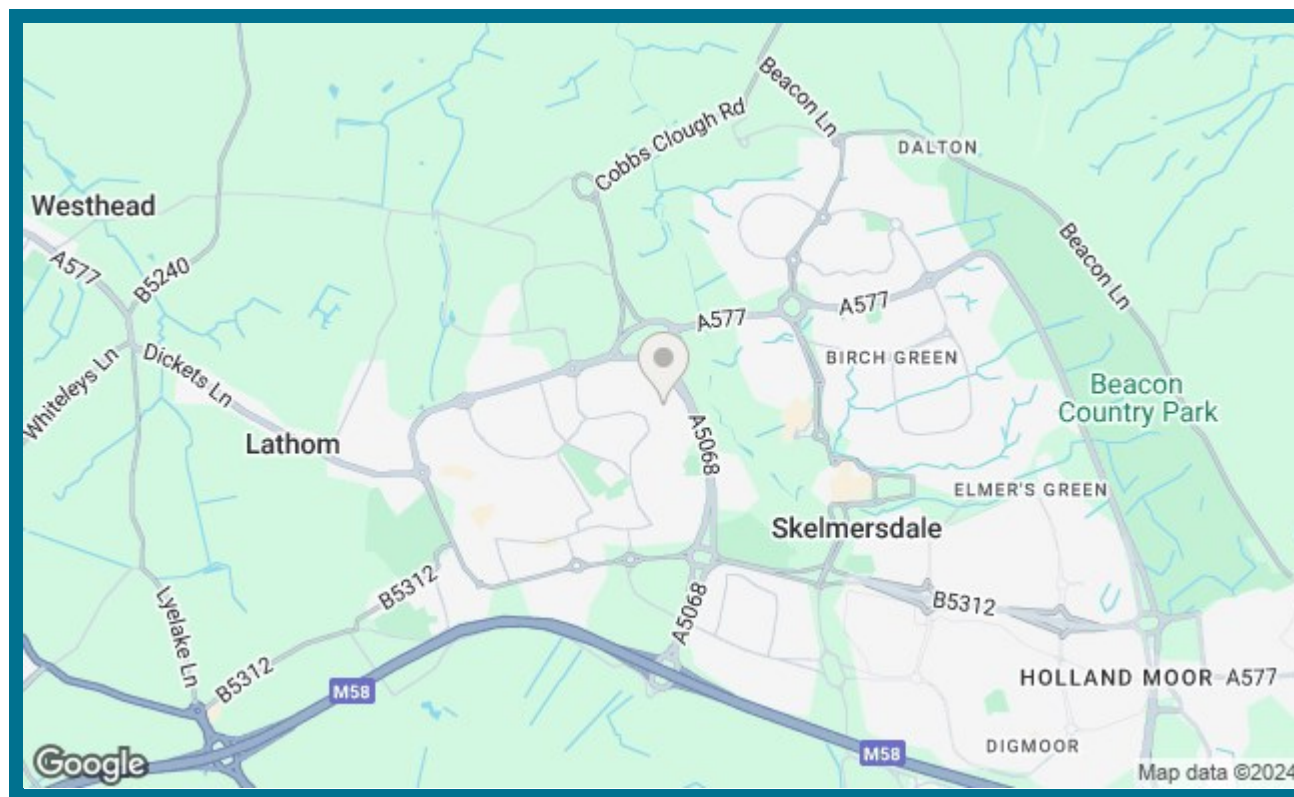 Beacon Ln
Cobbs Clough Rd
DALTON
Westhead
A577
B5240
Beacon Ln
A577
A577
Whiteleys Ln
Dickets Ln
BIRCH GREEN
Beacon
Country Park
Lathom
A5068
ELMER'S GREEN
Skelmersdale
B5312
B5312
A5068
Lyelake Ln
B5312
M58
HOLLAND MOOR
A577
DIGMOOR
M58
Google
Map data ©2024